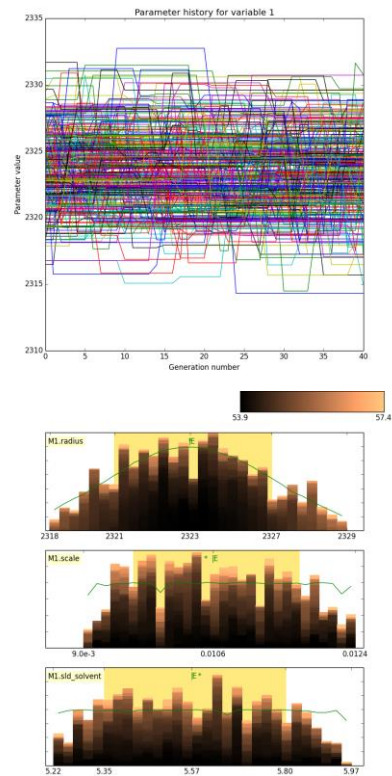 Parameter history for variable 1
2335
2330
2325
2320
2315
2310
Parameter value
0 5 10 15 20 25 30 35 40
Generation number
53.9 57.4
M1.radius
E
2318 2321 2323 2327 2329
M1.scale
* E
9.0e-3 0.0106 0.0124
M1.sld_solvent
E *
5.22 5.35 5.57 5.80 5.97